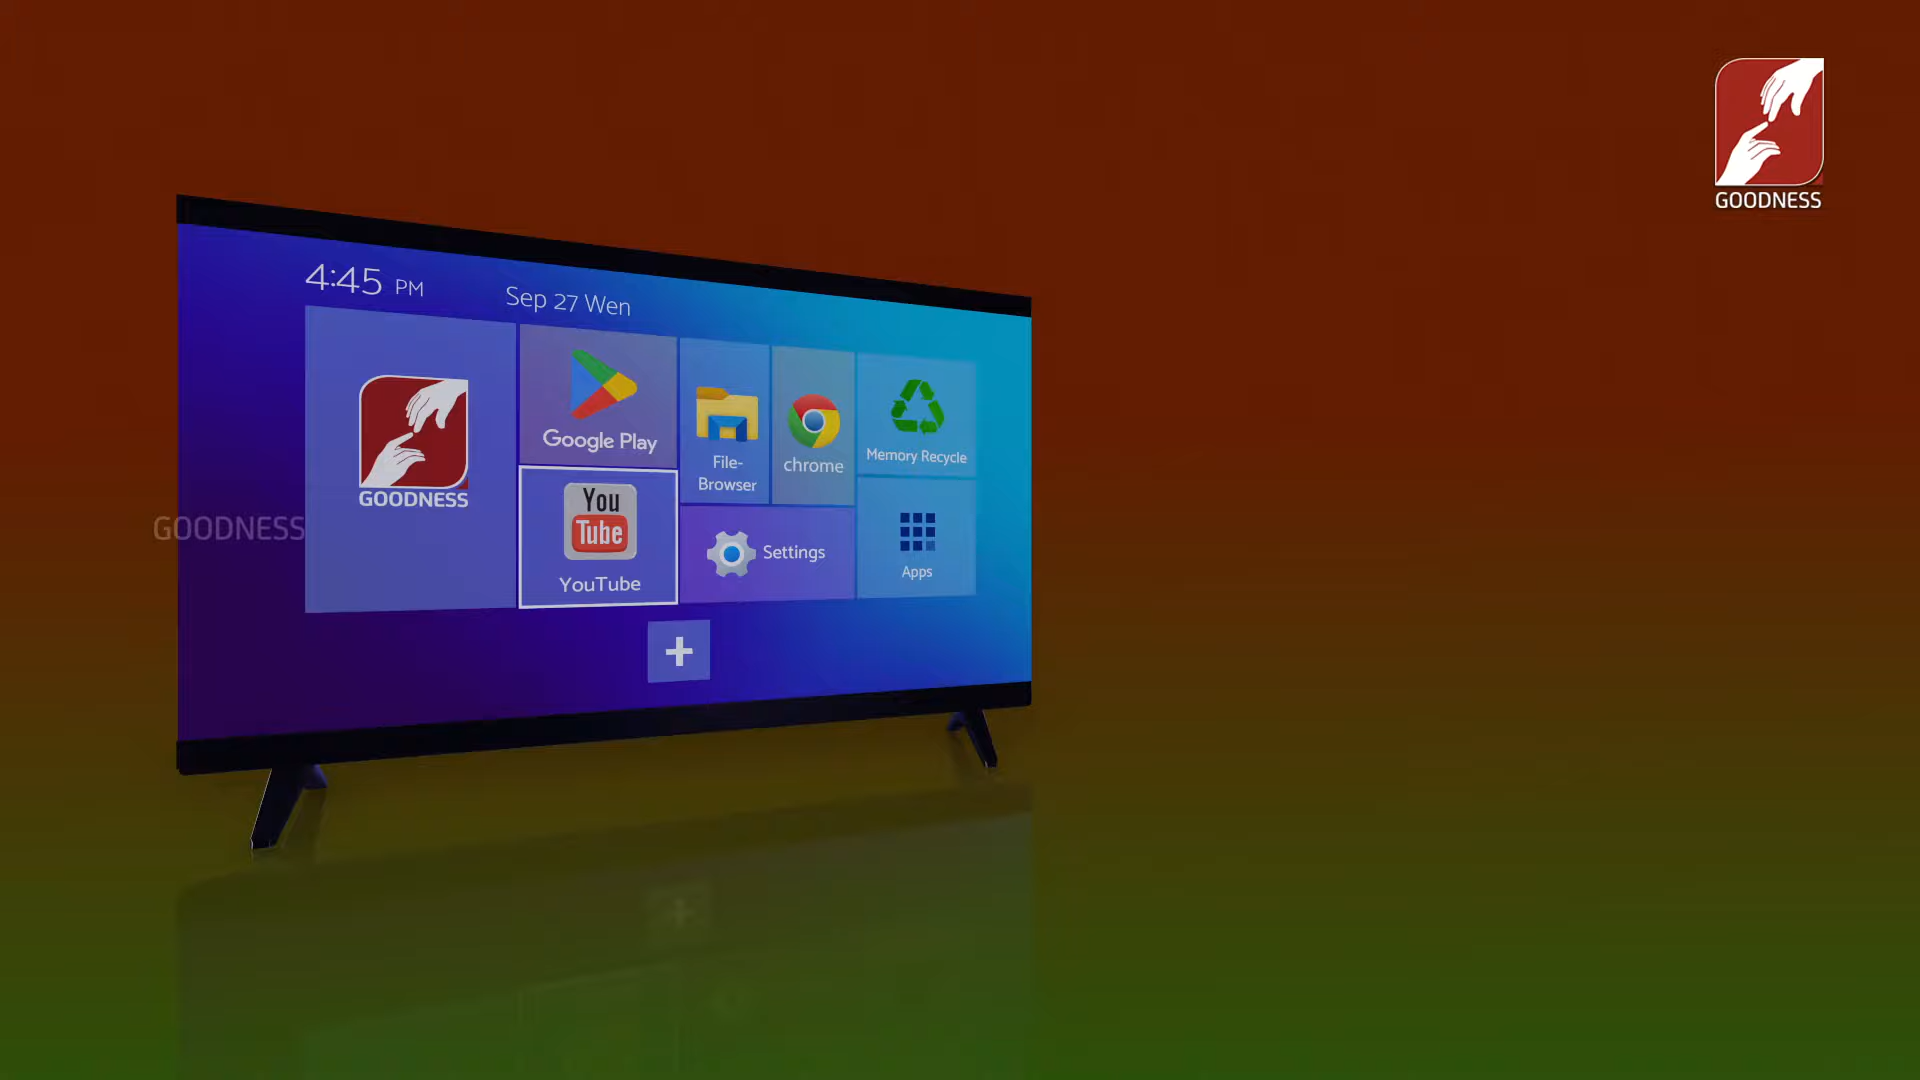 GOODNESS
4:45 PM
Sep 27 Wen
Google Play
File-
Browser
chrome
Memory Recycle
GOODNESS
You
Tube
YouTube
Settings
Apps
GOODNESS